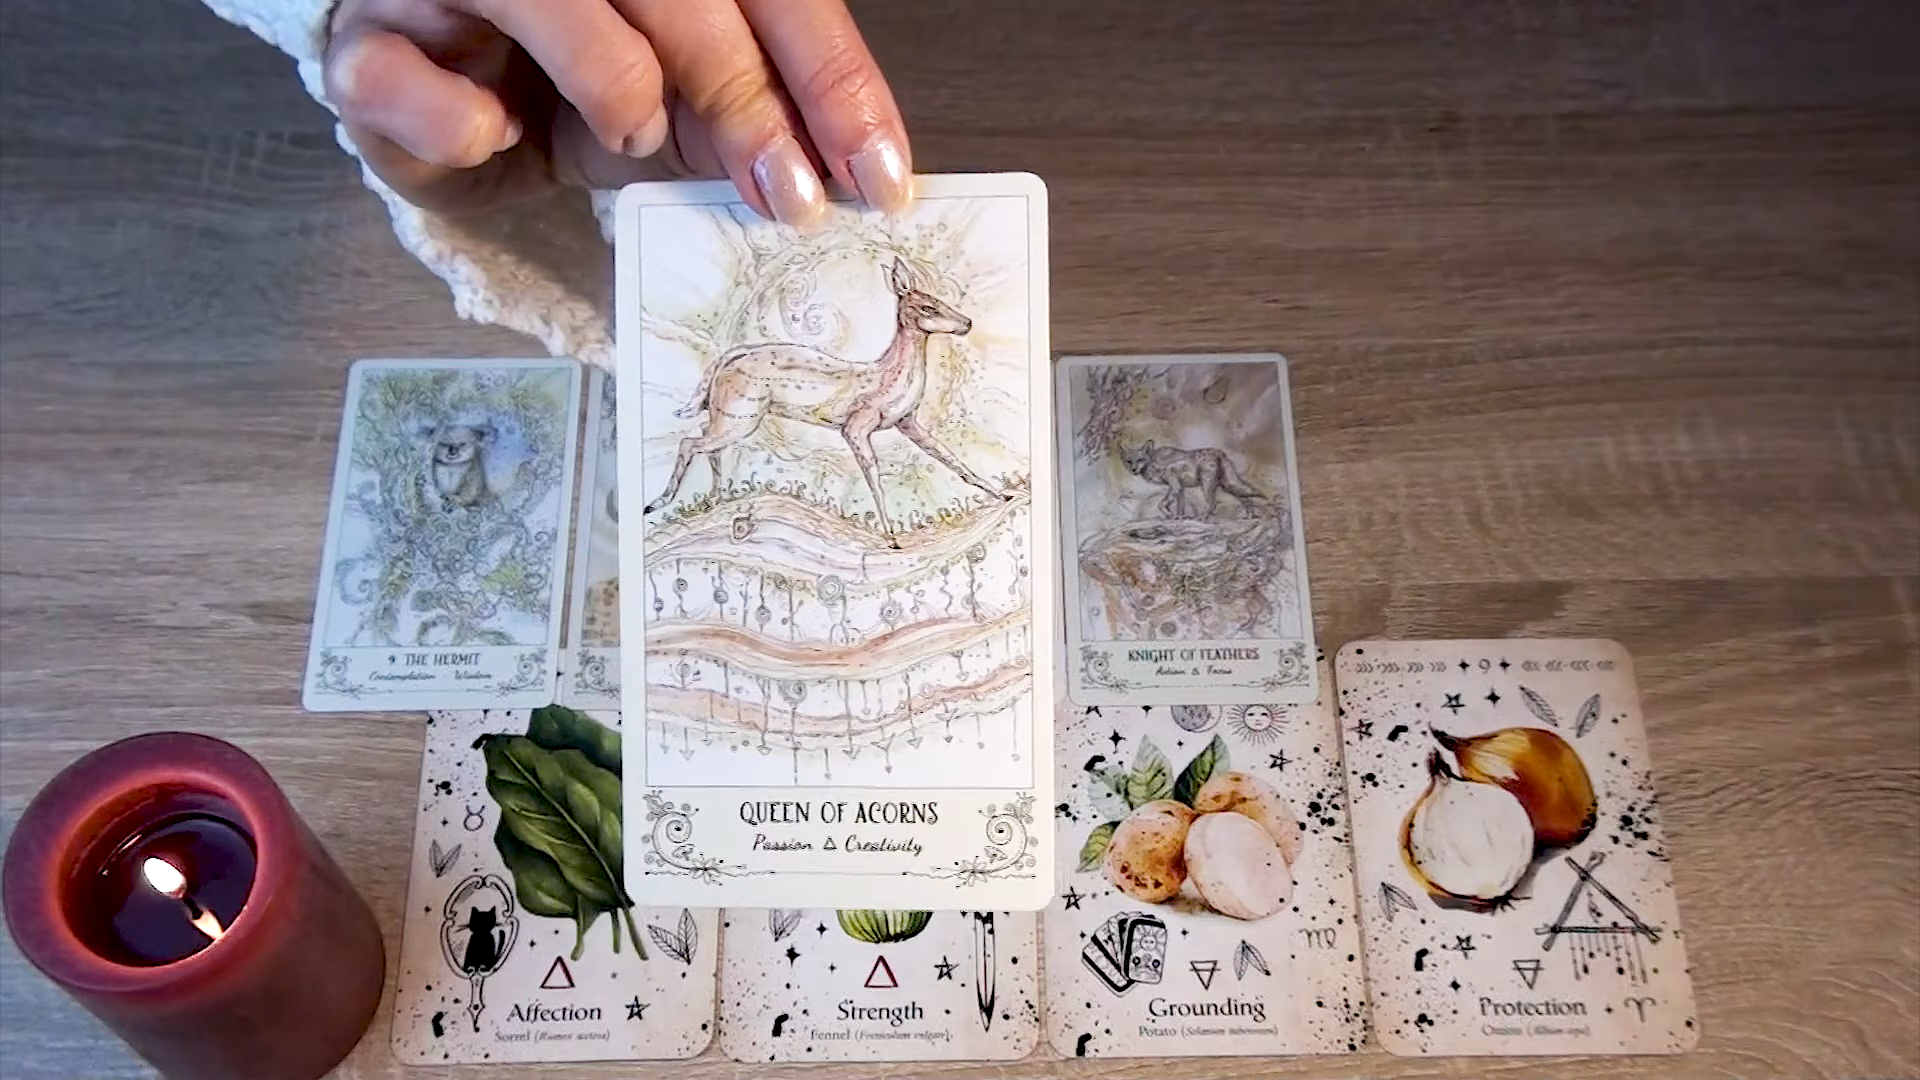 QUEEN OF ACORNS
Passion △ Creativity
9 THE HERMIT
Contemplation · Wisdom
KNIGHT OF FEATHERS
Action △ Focus
9
Affection
Sorrel (Rumex acetosa)
Strength
Fennel (Foeniculum vulgare)
Grounding
Potato (Solanum tuberosum)
Protection
Onion (Allium cepa)